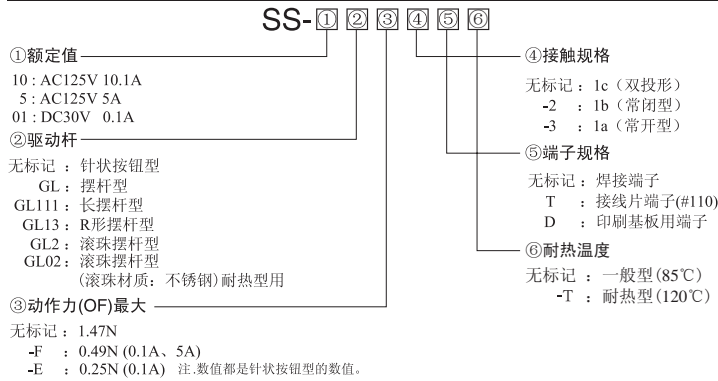 SS-①②③④⑤⑥
①额定值
10 : AC125V 10.1A
5 : AC125V 5A
01 : DC30V 0.1A
②驱动杆
无标记 : 针状按钮型
GL : 摆杆型
GL111 : 长摆杆型
GL13 : R形摆杆型
GL2 : 滚珠摆杆型
GL02 : 滚珠摆杆型
(滚珠材质: 不锈钢)耐热型用
③动作力(OF)最大
无标记 : 1.47N
-F : 0.49N (0.1A、5A)
-E : 0.25N (0.1A) 注.数值都是针状按钮型的数值。
④接触规格
无标记 : 1c（双投形）
-2 : 1b（常闭型）
-3 : 1a（常开型）
⑤端子规格
无标记 : 焊接端子
T : 接线片端子(#110)
D : 印刷基板用端子
⑥耐热温度
无标记 : 一般型(85℃)
-T : 耐热型(120℃)